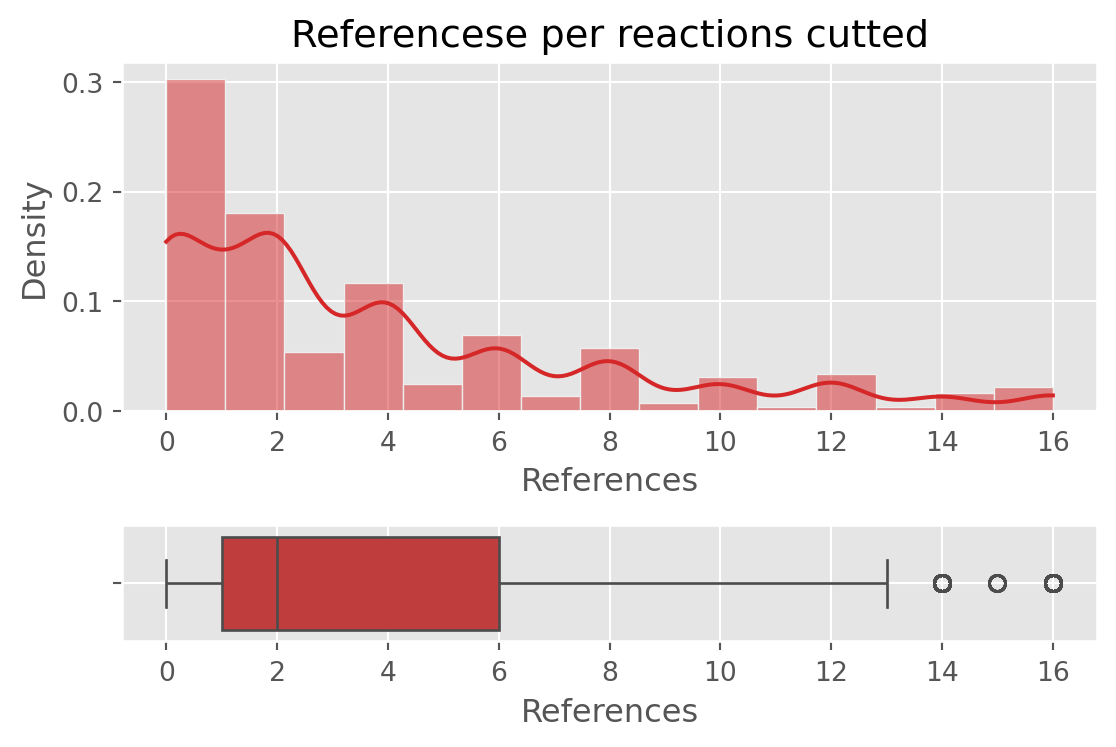 Referencese per reactions cutted
Density
0.3
0.2
0.1
0.0
0 2 4 6 8 10 12 14 16
References
0 2 4 6 8 10 12 14 16
References